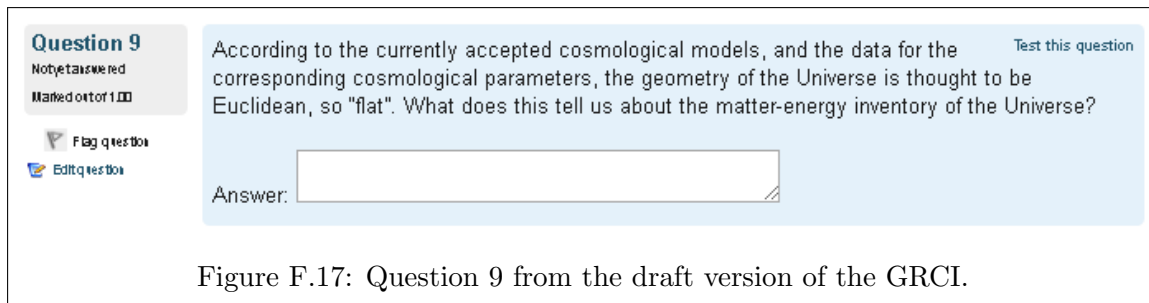 Question 9
Not yet answered
Marked out of 1.00
Flag question
Edit question
According to the currently accepted cosmological models, and the data for the
Test this question
corresponding cosmological parameters, the geometry of the Universe is thought to be
Euclidean, so "flat". What does this tell us about the matter-energy inventory of the Universe?
Answer:
Figure F.17: Question 9 from the draft version of the GRCI.